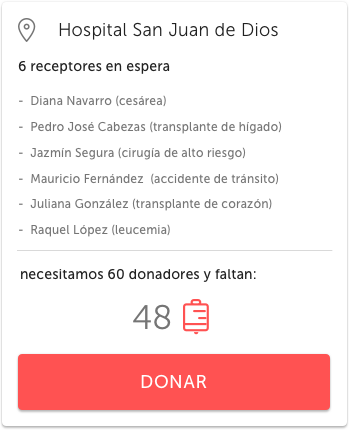 Hospital San Juan de Dios
6 receptores en espera
- Diana Navarro (cesárea)
- Pedro José Cabezas (transplante de hígado)
- Jazmín Segura (cirugía de alto riesgo)
- Mauricio Fernández (accidente de tránsito)
- Juliana González (transplante de corazón)
- Raquel López (leucemia)
necesitamos 60 donadores y faltan:
48
DONAR